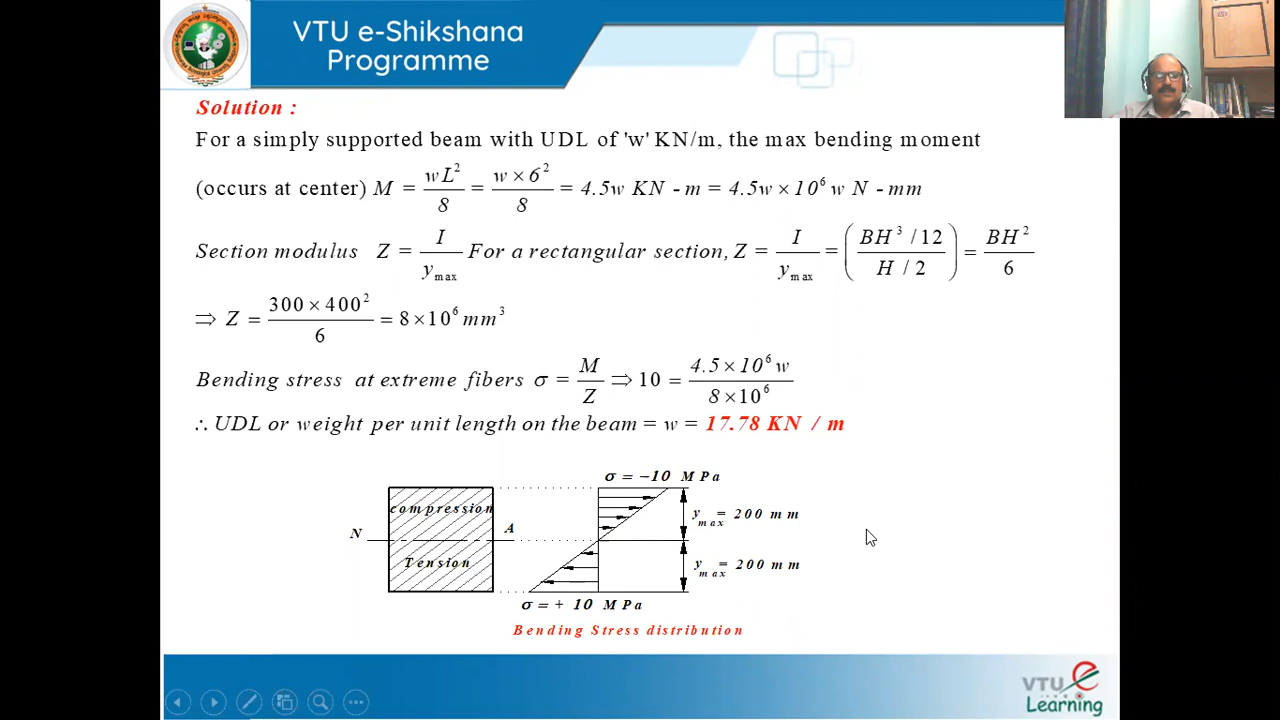 VTU e-Shikshana
Programme
Solution :
For a simply supported beam with UDL of 'w' KN/m, the max bending moment
(occurs at center) M = wL²/8 = w × 6²/8 = 4.5w KN - m = 4.5w × 10⁶ w N - mm
Section modulus Z = I/y max For a rectangular section, Z = I/y max = (BH³/12 / H/2) = BH²/6
⇒ Z = 300 × 400²/6 = 8×10⁶ mm³
Bending stress at extreme fibers σ = M/Z ⇒ 10 = 4.5 × 10⁶ w/8×10⁶
∴ UDL or weight per unit length on the beam = w = 17.78 KN / m
σ = −10 MPa
compression
y max = 200 mm
N
A
Tension
y max = 200 mm
σ = + 10 MPa
Bending Stress distribution
VTU e
Learning